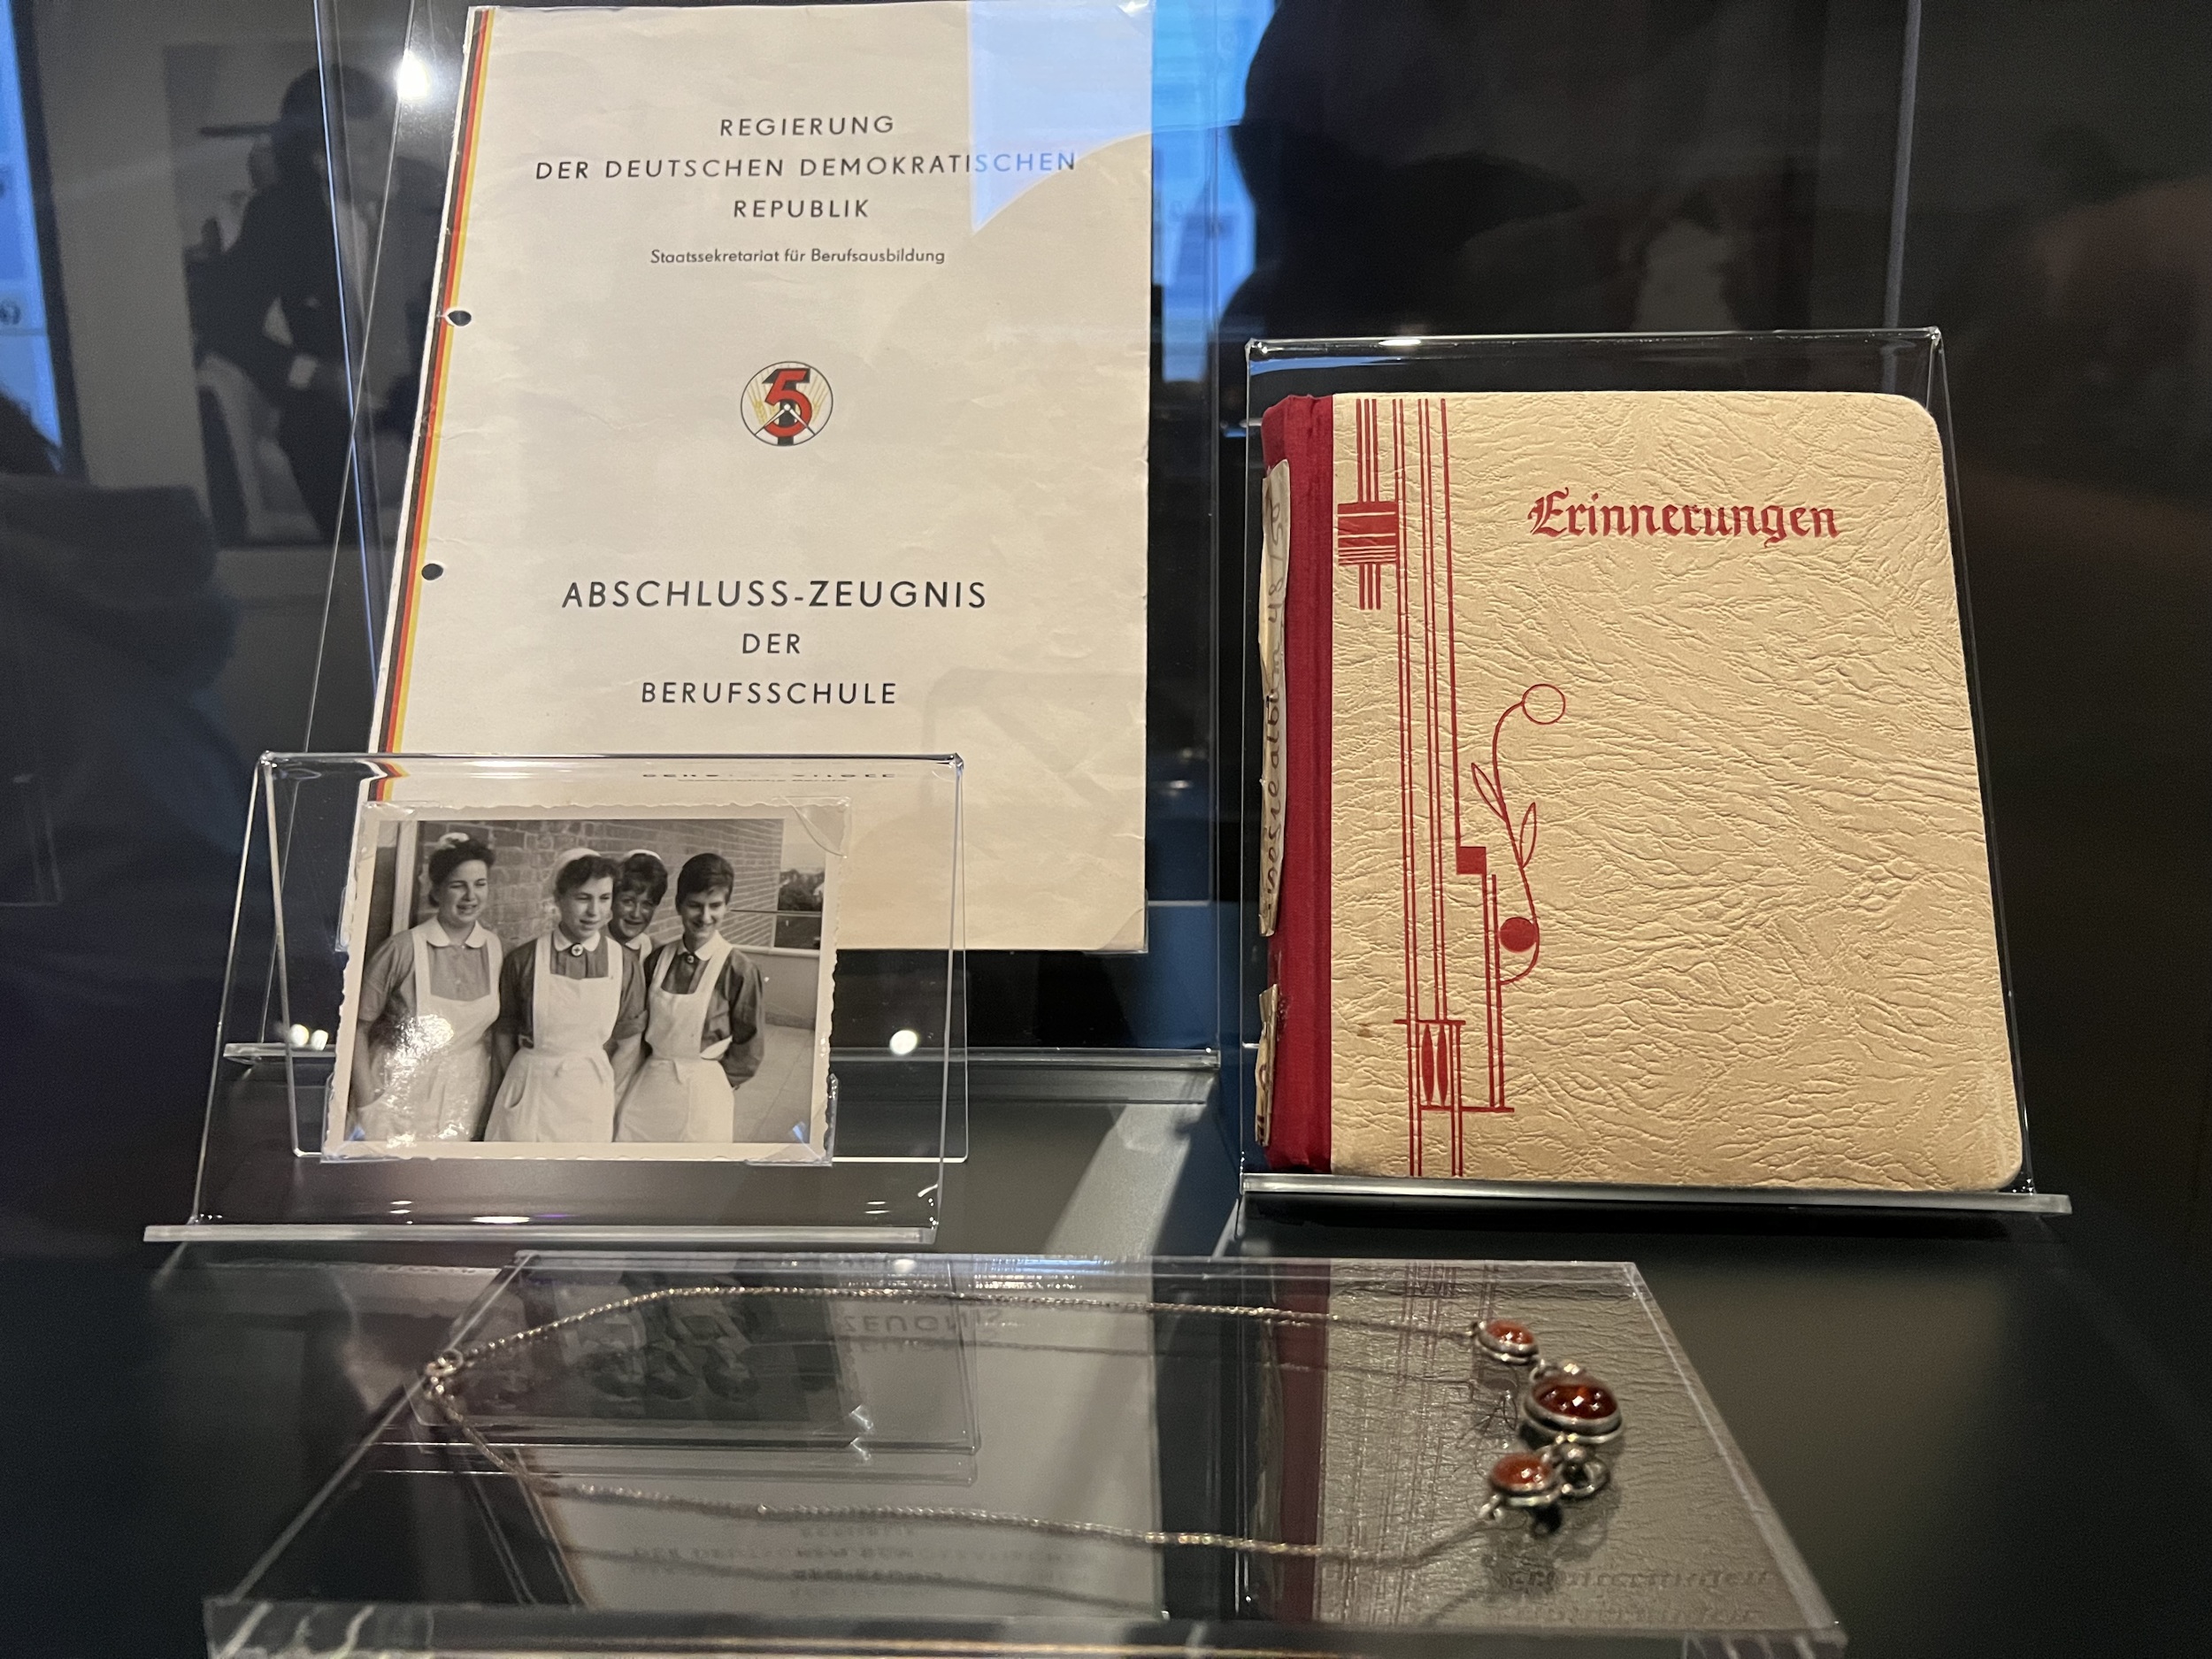 REGIERUNG
DER DEUTSCHEN DEMOKRATISCHEN
REPUBLIK
Staatssekretariat für Berufsausbildung
5
ABSCHLUSS-ZEUGNIS
DER
BERUFSSCHULE
Erinnerungen